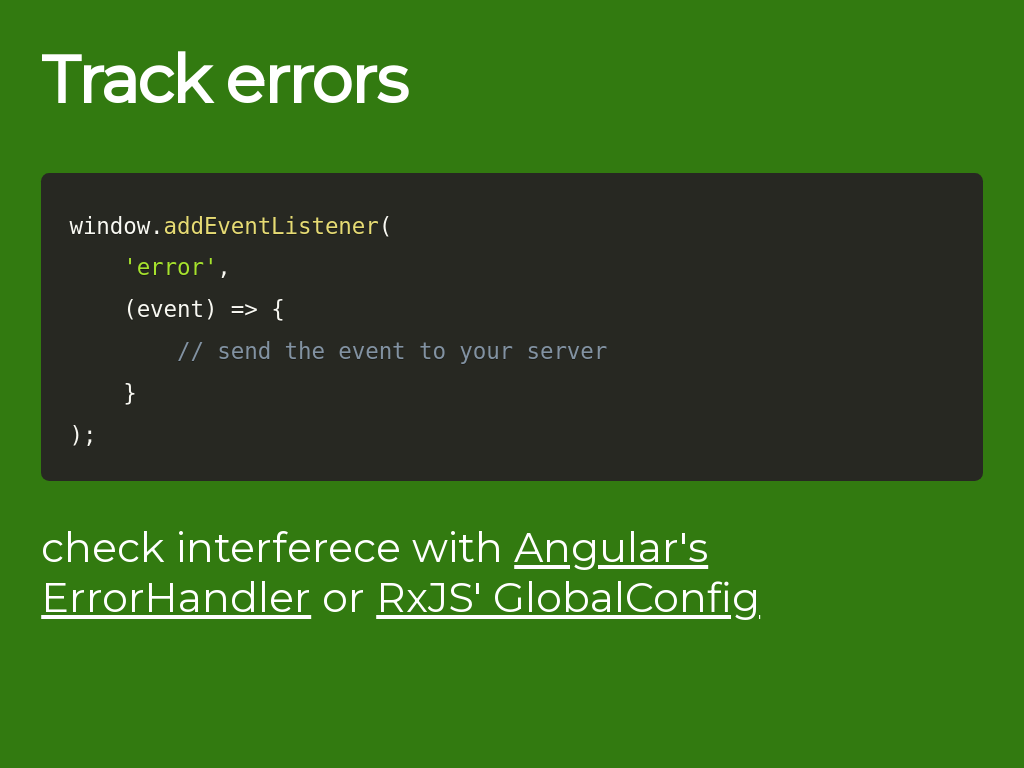 Track errors
window.addEventListener(
    'error',
    (event) => {
        // send the event to your server
    }
);
check interferece with Angular's
ErrorHandler or RxJS' GlobalConfig